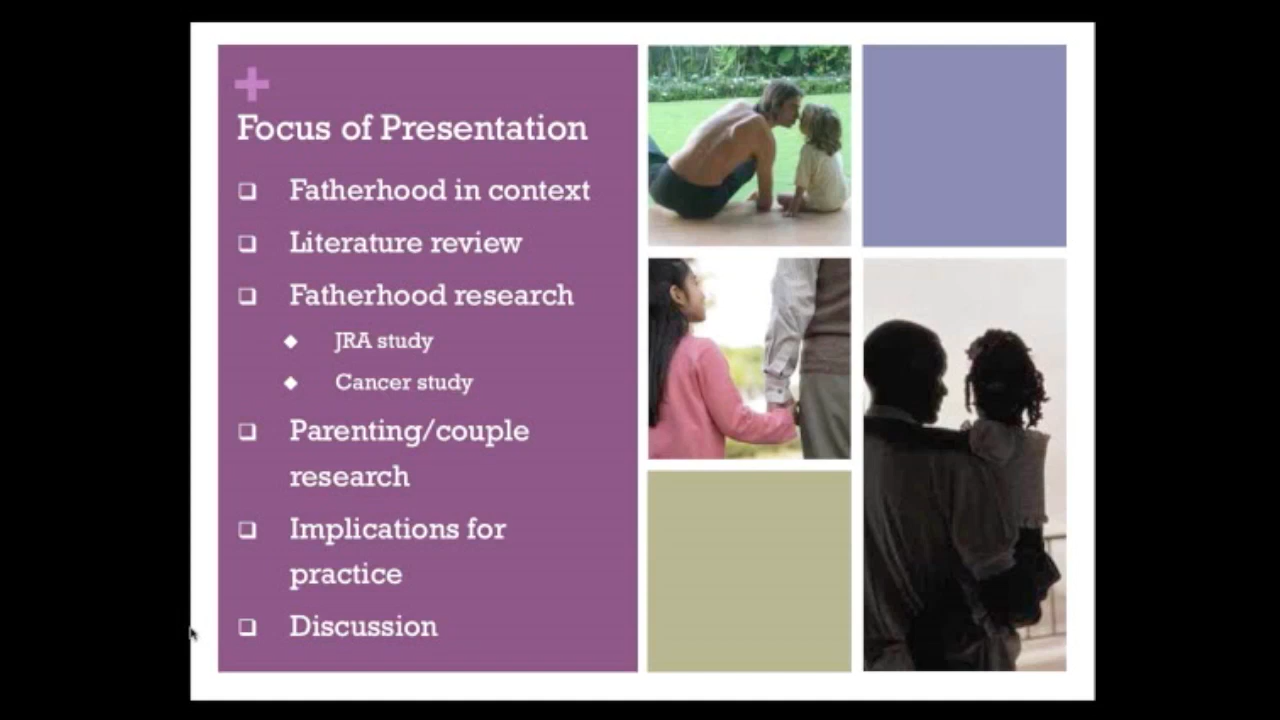 Focus of Presentation
Fatherhood in context
Literature review
Fatherhood research
JRA study
Cancer study
Parenting/couple
research
Implications for
practice
Discussion